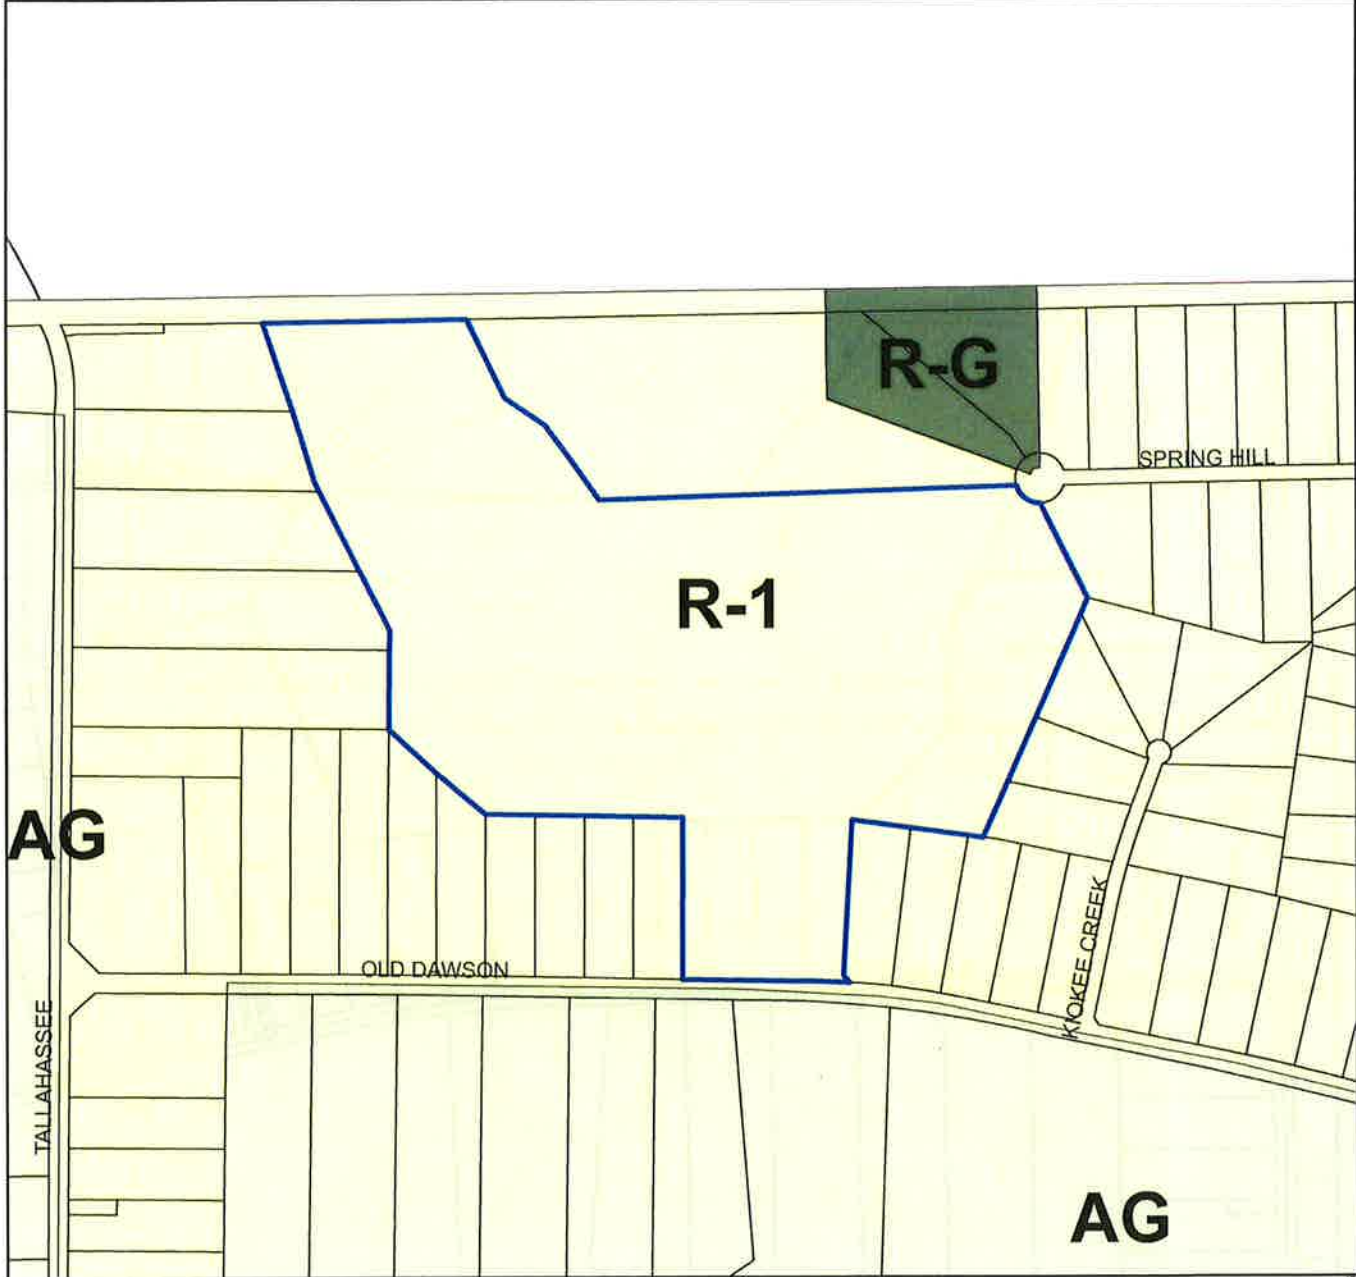 R-G
SPRING HILL
R-1
AG
OLD DAWSON
KIOKEE CREEK
TALLAHASSEE
AG